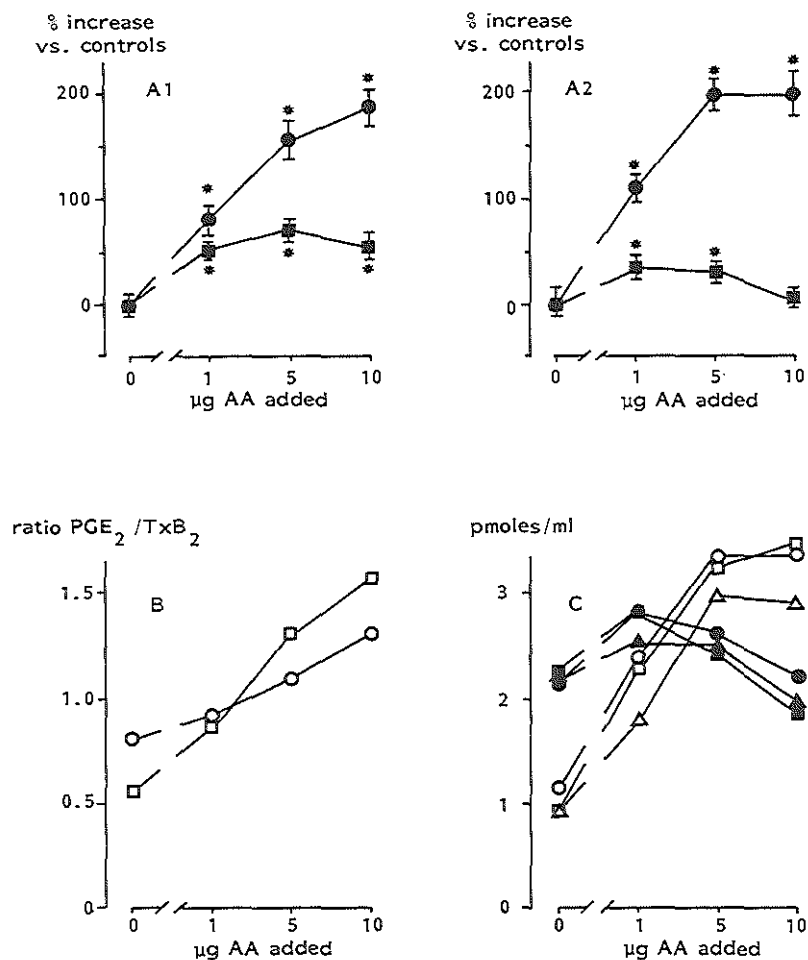 % increase
vs. controls
A1
200
100
0
0
1
5
10
µg AA added
% increase
vs. controls
A2
200
100
0
0
1
5
10
µg AA added
ratio PGE2 /TxB2
B
1.5
1.0
0.5
0
0
1
5
10
µg AA added
pmoles/ml
C
3
2
1
0
0
1
5
10
µg AA added